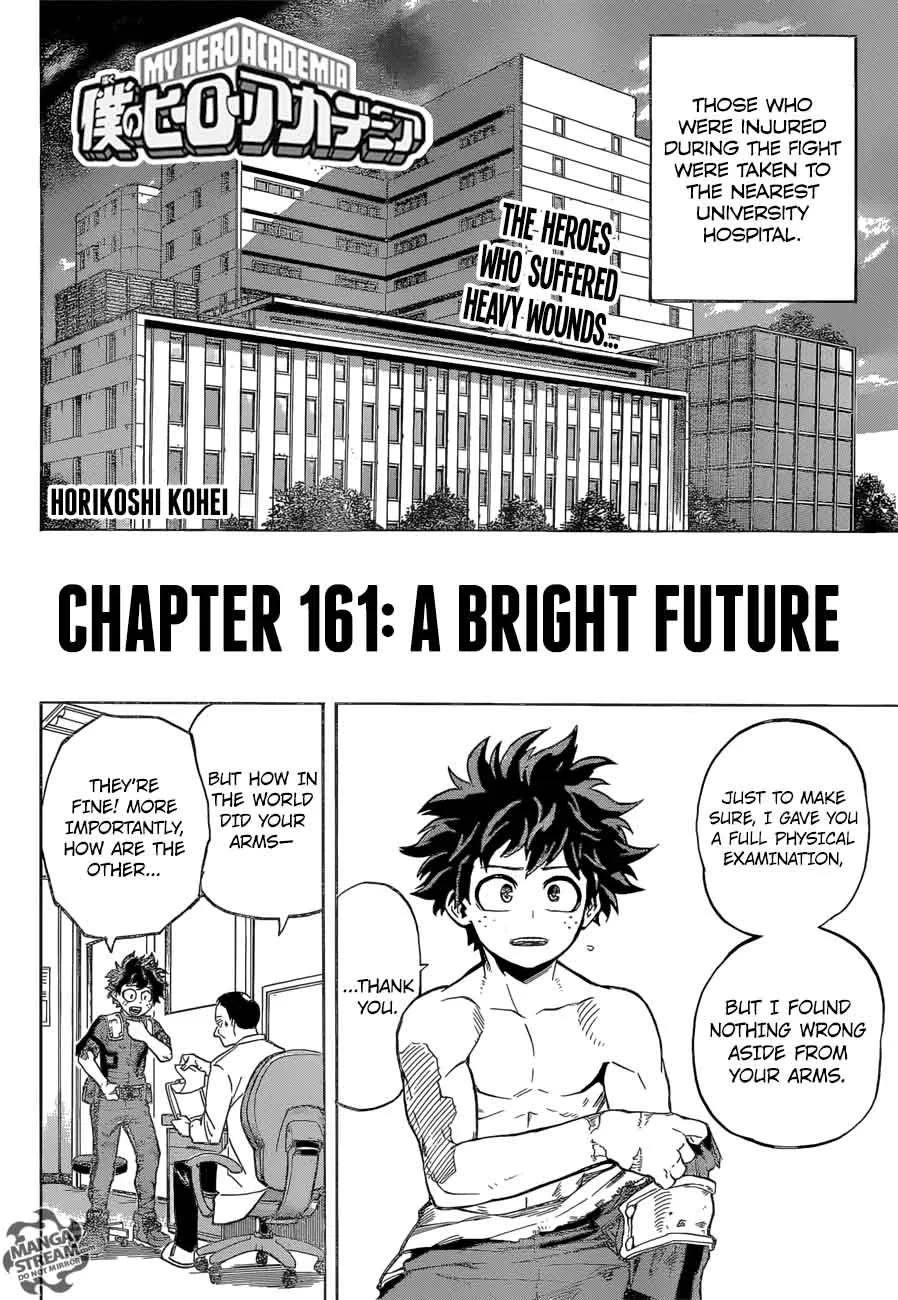 MY HERO ACADEMIA
僕のヒーローアカデミア
THOSE WHO
WERE INJURED
DURING THE FIGHT
WERE TAKEN TO
THE NEAREST
UNIVERSITY
HOSPITAL.
THE HEROES
WHO SUFFERED
HEAVY WOUNDS...
HORIKOSHI KOHEI
CHAPTER 161: A BRIGHT FUTURE
JUST TO MAKE
SURE, I GAVE YOU
A FULL PHYSICAL
EXAMINATION,
BUT I FOUND
NOTHING WRONG
ASIDE FROM
YOUR ARMS.
...THANK
YOU.
BUT HOW IN
THE WORLD
DID YOUR
ARMS—
THEY'RE
FINE! MORE
IMPORTANTLY,
HOW ARE THE
OTHER...
MANGA
STREAM.com
DO NOT MIRROR!